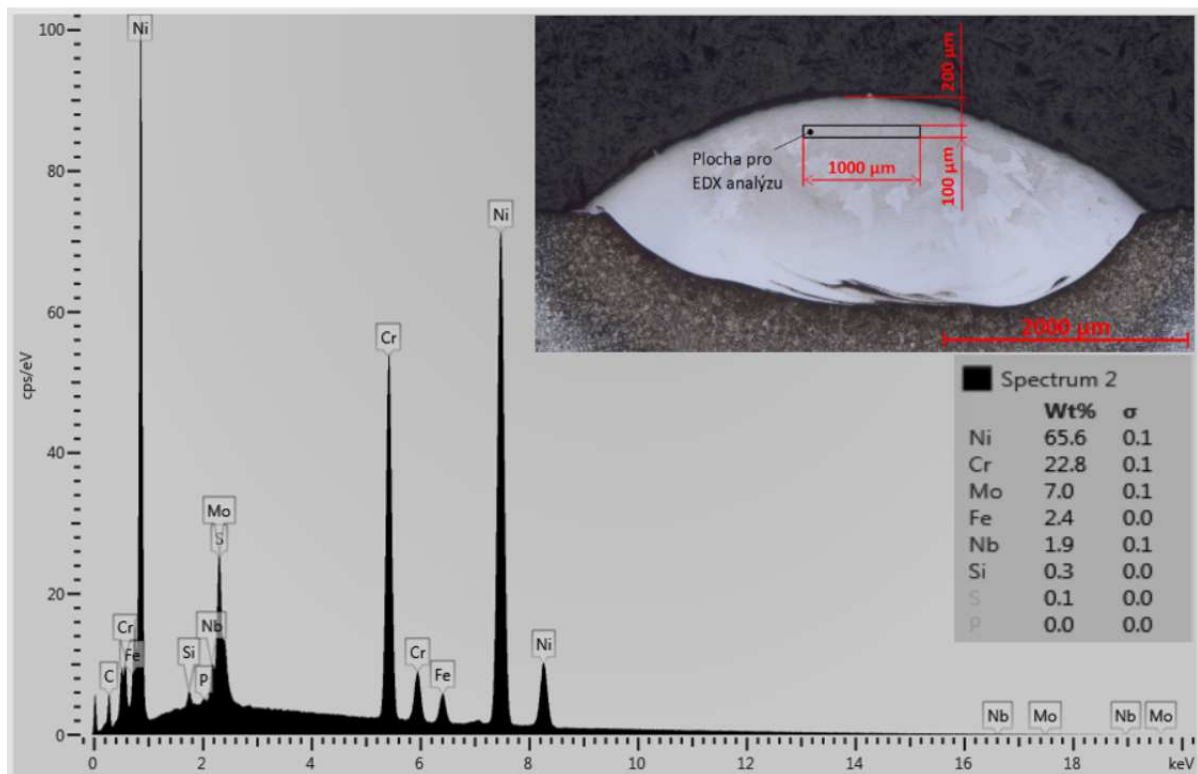 100
80
60
40
20
0
cps/eV
Ni
Ni
Cr
Mo
S
Cr
Fe
C
Si
Nb
P
Cr
Fe
Ni
Nb
Mo
Nb
Mo
0 2 4 6 8 10 12 14 16 18 keV
200 µm
Plocha pro
EDX analýzu
1000 µm
100 µm
2000 µm
Spectrum 2
Wt% σ
Ni 65.6 0.1
Cr 22.8 0.1
Mo 7.0 0.1
Fe 2.4 0.0
Nb 1.9 0.1
Si 0.3 0.0
S 0.1 0.0
P 0.0 0.0